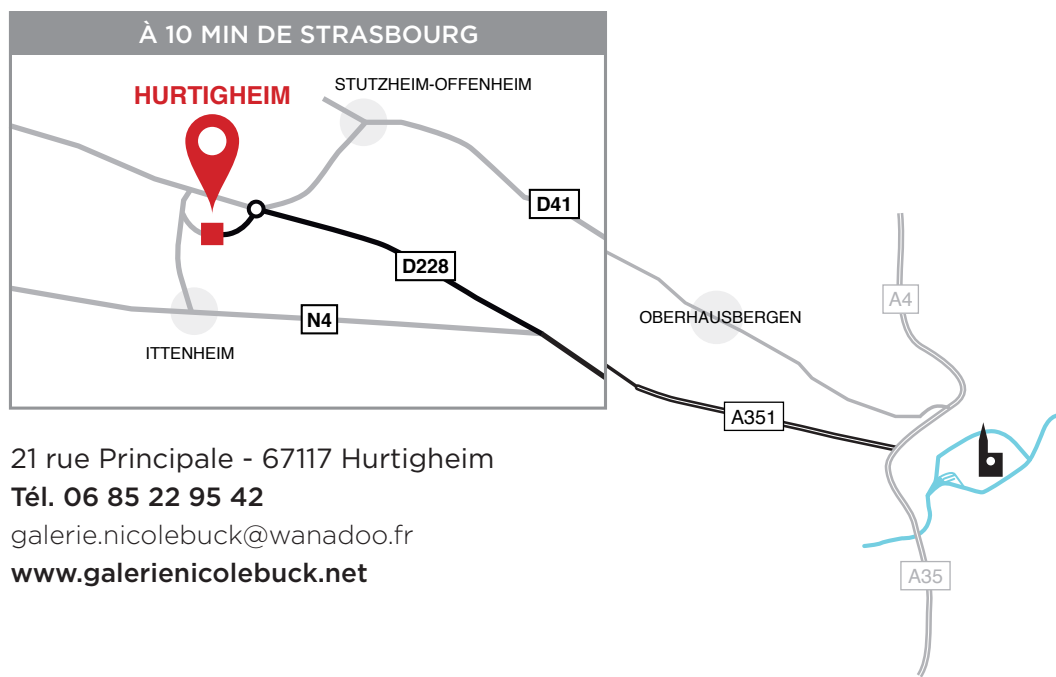 À 10 MIN DE STRASBOURG
STUTZHEIM-OFFENHEIM
HURTIGHEIM
D41
D228
A4
N4
OBERHAUSBERGEN
ITTENHEIM
A351
21 rue Principale - 67117 Hurtigheim
Tél. 06 85 22 95 42
galerie.nicolebuck@wanadoo.fr
www.galerienicolebuck.net
A35